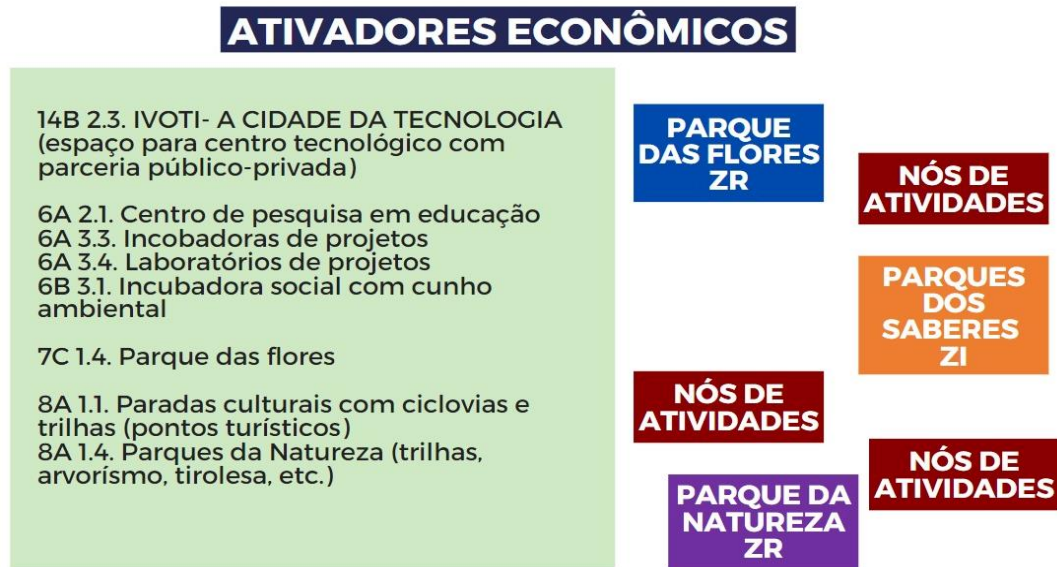 ATIVADORES ECONÔMICOS
14B 2.3. IVOTI- A CIDADE DA TECNOLOGIA
(espaço para centro tecnológico com
parceria público-privada)
6A 2.1. Centro de pesquisa em educação
6A 3.3. Incobadoras de projetos
6A 3.4. Laboratórios de projetos
6B 3.1. Incubadora social com cunho
ambiental
7C 1.4. Parque das flores
8A 1.1. Paradas culturais com ciclovias e
trilhas (pontos turísticos)
8A 1.4. Parques da Natureza (trilhas,
arvorísmo, tirolesa, etc.)
PARQUE
DAS FLORES
ZR
NÓS DE
ATIVIDADES
PARQUES
DOS
SABERES
ZI
NÓS DE
ATIVIDADES
NÓS DE
ATIVIDADES
PARQUE DA
NATUREZA
ZR